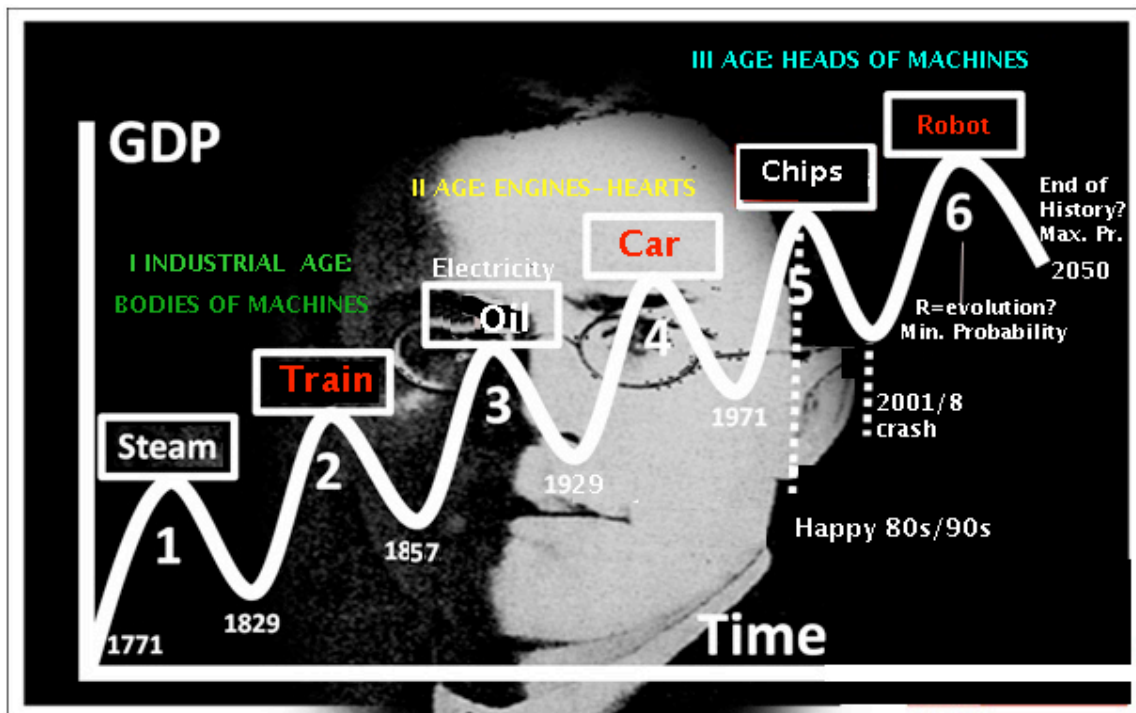 III AGE: HEADS OF MACHINES
GDP
Robot
Chips
II AGE: ENGINES-HEARTS
End of
History?
Max. Pr.
2050
6
Car
I INDUSTRIAL AGE:
BODIES OF MACHINES
Electricity
Oil
5
R=evolution?
Min. Probability
4
Train
3
1971
2001/8
crash
Steam
2
1929
1
1857
Happy 80s/90s
1829
1771
Time